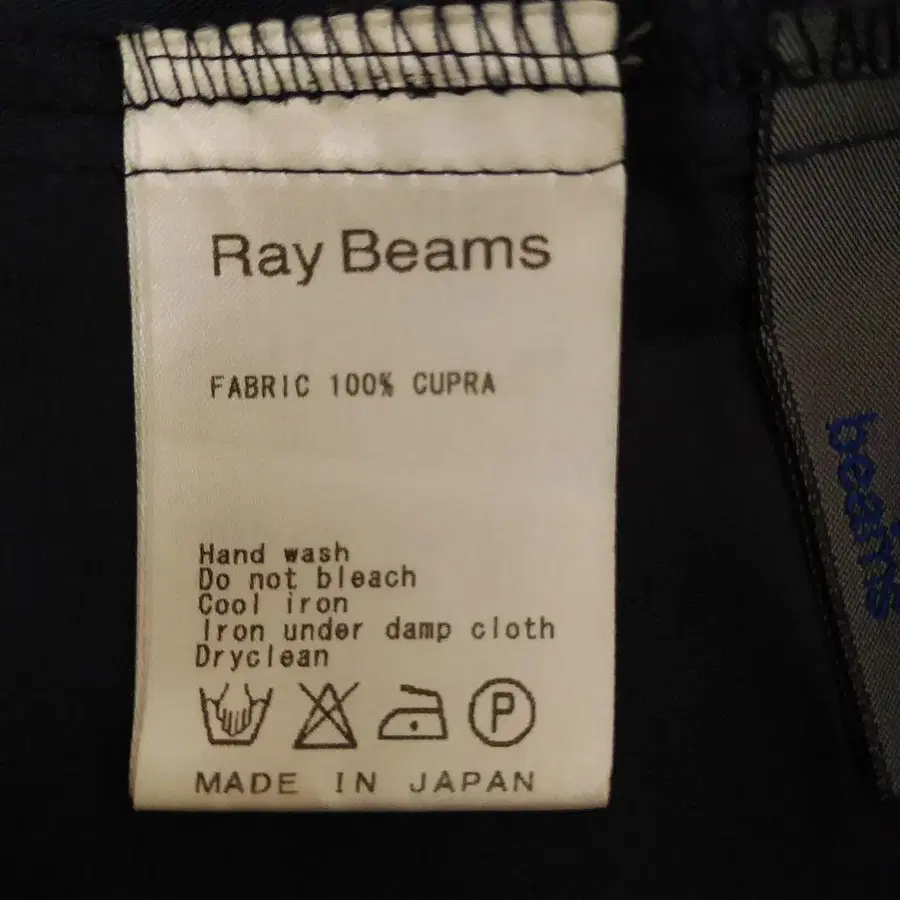 Ray Beams
FABRIC 100% CUPRA
Hand wash
Do not bleach
Cool iron
Iron under damp cloth
Dryclean
P
MADE IN JAPAN
beams